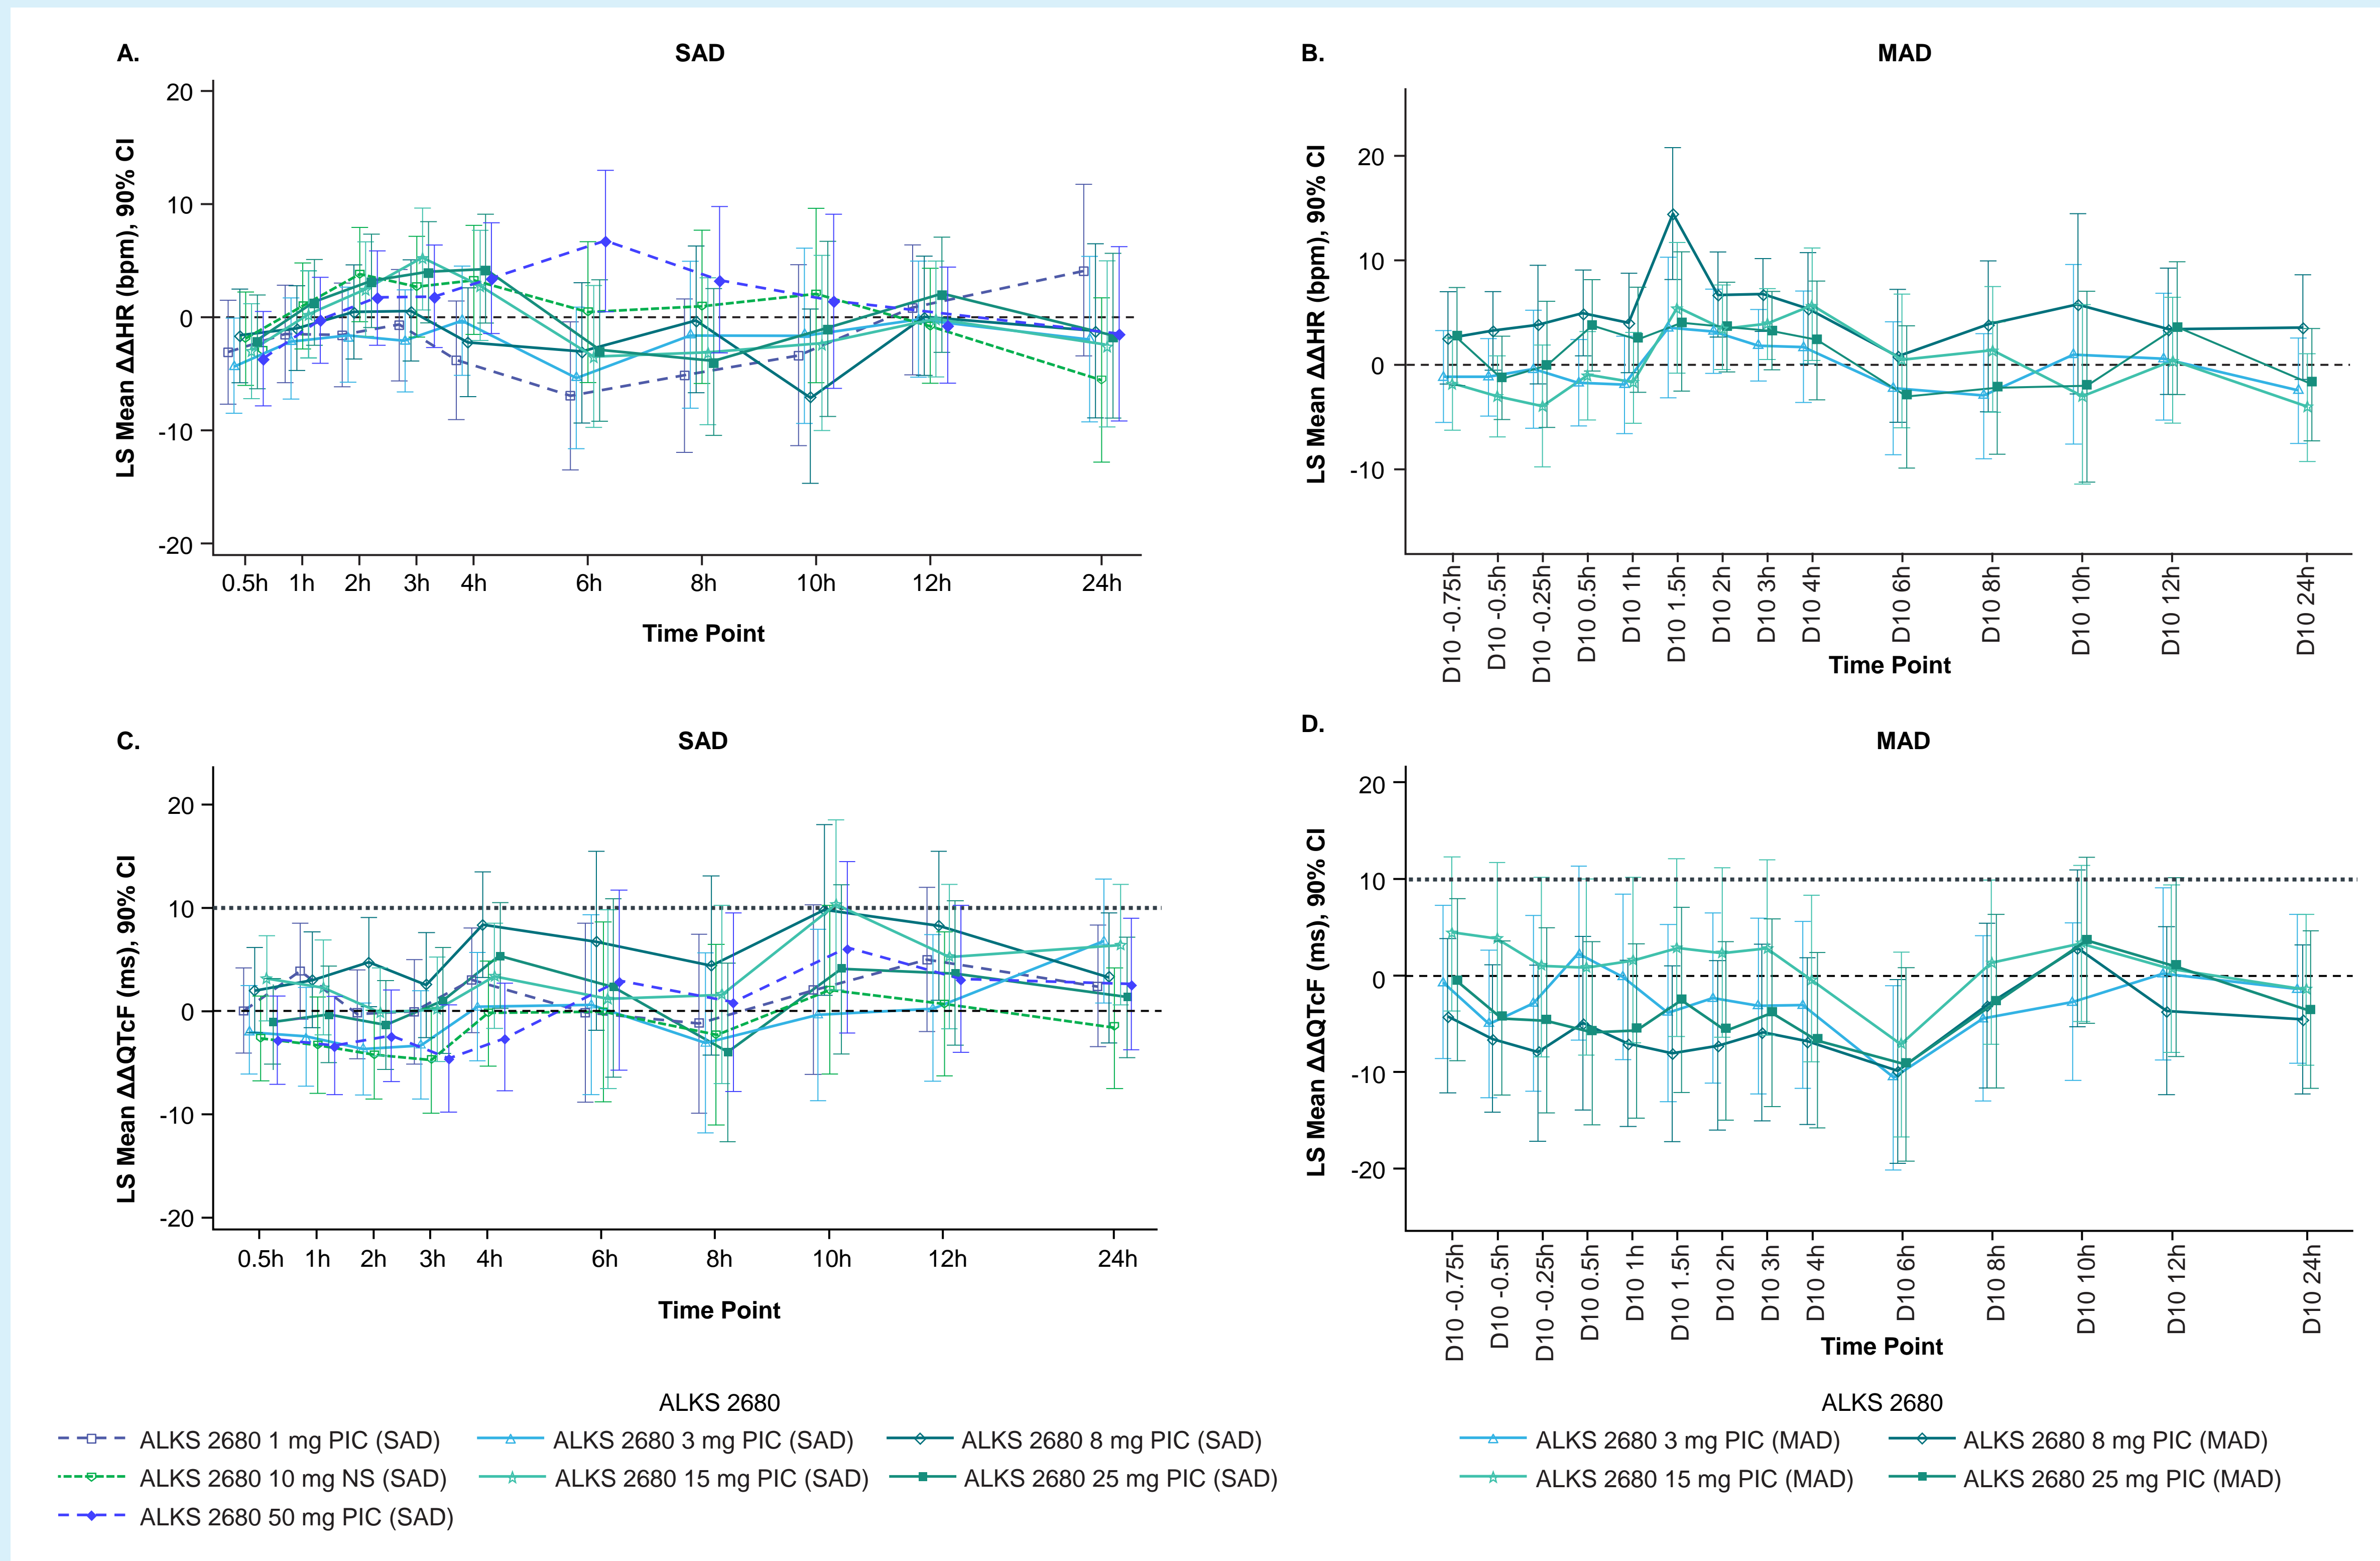 A.
SAD
LS Mean ΔΔHR (bpm), 90% CI
20
10
0
-10
-20
0.5h 1h 2h 3h 4h 6h 8h 10h 12h 24h
Time Point
B.
MAD
LS Mean ΔΔHR (bpm), 90% CI
20
10
0
-10
D10 -0.75h
D10 -0.5h
D10 -0.25h
D10 0.5h
D10 1h
D10 1.5h
D10 2h
D10 3h
D10 4h
D10 6h
D10 8h
D10 10h
D10 12h
D10 24h
Time Point
C.
SAD
LS Mean ΔΔQTcF (ms), 90% CI
20
10
0
-10
-20
0.5h 1h 2h 3h 4h 6h 8h 10h 12h 24h
Time Point
D.
MAD
LS Mean ΔΔQTcF (ms), 90% CI
20
10
0
-10
-20
D10 -0.75h
D10 -0.5h
D10 -0.25h
D10 0.5h
D10 1h
D10 1.5h
D10 2h
D10 3h
D10 4h
D10 6h
D10 8h
D10 10h
D10 12h
D10 24h
Time Point
ALKS 2680
ALKS 2680 1 mg PIC (SAD) ALKS 2680 3 mg PIC (SAD) ALKS 2680 8 mg PIC (SAD)
ALKS 2680 10 mg NS (SAD) ALKS 2680 15 mg PIC (SAD) ALKS 2680 25 mg PIC (SAD)
ALKS 2680 50 mg PIC (SAD)
ALKS 2680
ALKS 2680 3 mg PIC (MAD) ALKS 2680 8 mg PIC (MAD)
ALKS 2680 15 mg PIC (MAD) ALKS 2680 25 mg PIC (MAD)